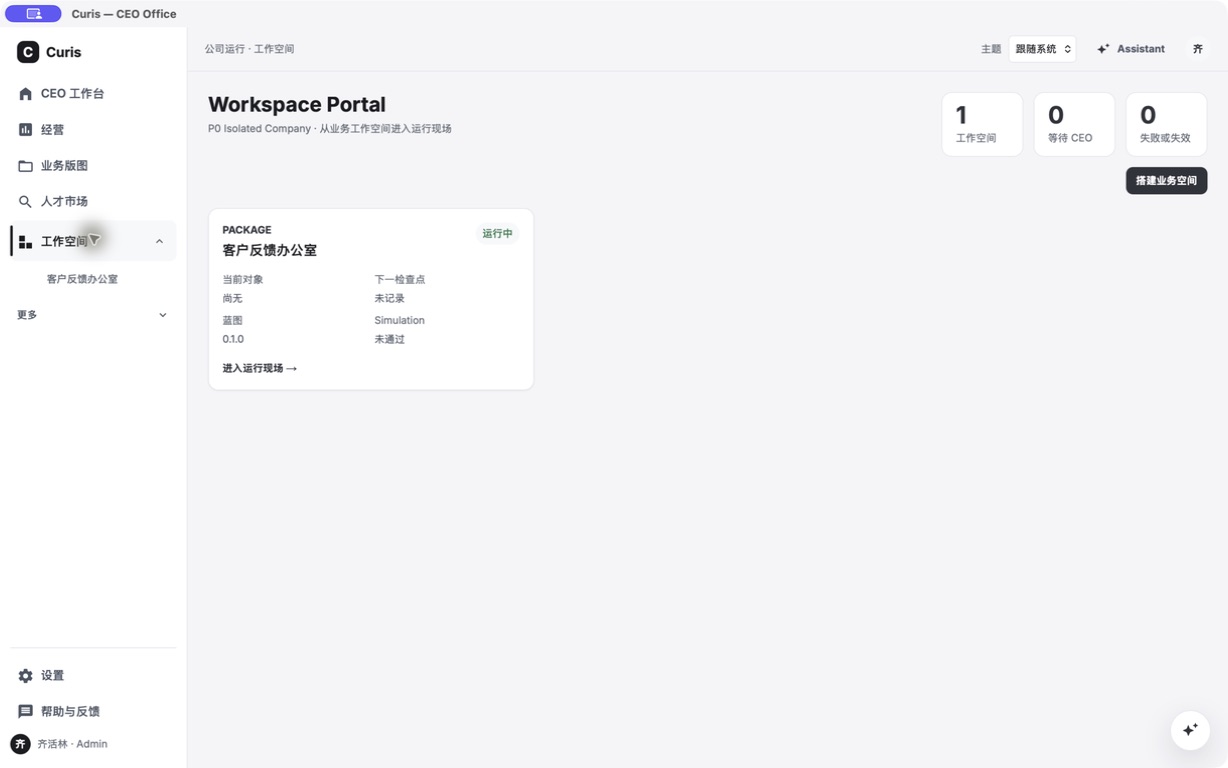 Curis — CEO Office
C Curis
CEO 工作台
经营
业务版图
人才市场
工作空间
客户反馈办公室
更多
设置
帮助与反馈
齐 齐活林 · Admin
公司运行 · 工作空间
主题 跟随系统 Assistant 齐
Workspace Portal
P0 Isolated Company · 从业务工作空间进入运行现场
1
工作空间
0
等待 CEO
0
失败或失效
搭建业务空间
PACKAGE
运行中
客户反馈办公室
当前对象 下一检查点
尚无 未记录
蓝图 Simulation
0.1.0 未通过
进入运行现场 →